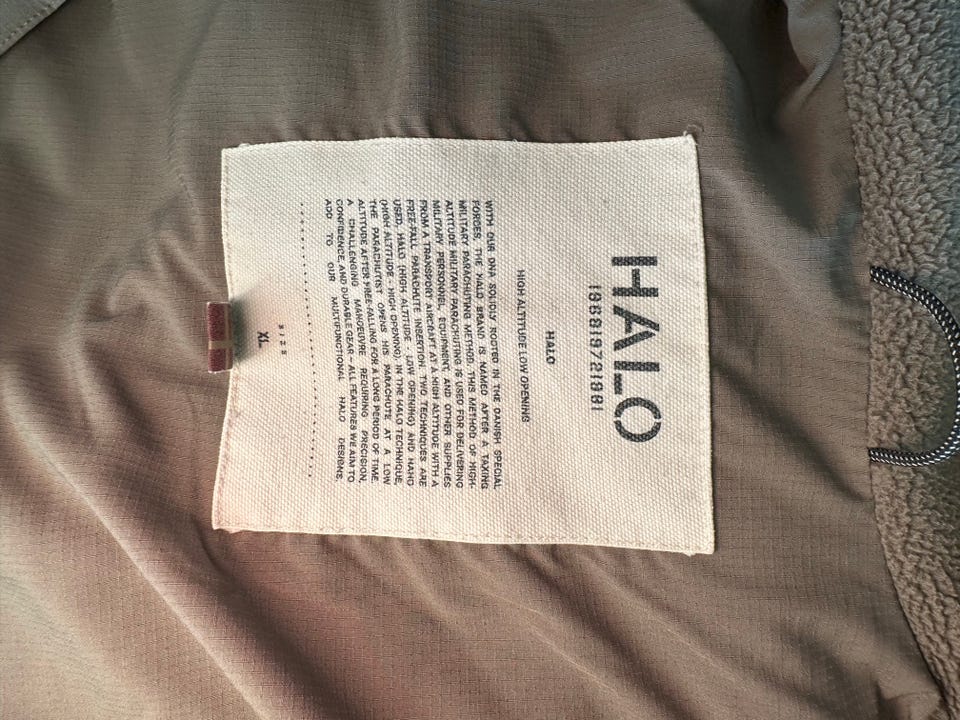 HALO
196919721981
HALO
HIGH ALTITUDE LOW OPENING
WITH OUR DNA SOLIDLY ROOTED IN THE DANISH SPECIAL
FORCES, THE HALO BRAND IS NAMED AFTER A TAXING
MILITARY PARACHUTING METHOD. THIS METHOD OF HIGH-
ALTITUDE MILITARY PARACHUTING IS USED FOR DELIVERING
MILITARY PERSONNEL, EQUIPMENT, AND OTHER SUPPLIES
FROM A TRANSPORT AIRCRAFT AT A HIGH ALTITUDE WITH A
FREE-FALL PARACHUTE INSERTION. TWO TECHNIQUES ARE
USED, HALO (HIGH ALTITUDE - LOW OPENING) AND HAHO
(HIGH ALTITUDE - HIGH OPENING). IN THE HALO TECHNIQUE,
THE PARACHUTIST OPENS HIS PARACHUTE AT A LOW
ALTITUDE AFTER FREE-FALLING FOR A LONG PERIOD OF TIME.
A CHALLENGING MANOEUVRE REQUIRING PRECISION,
CONFIDENCE, AND DURABLE GEAR – ALL FEATURES WE AIM TO
ADD TO OUR MULTIFUNCTIONAL HALO DESIGNS.
SIZE
XL